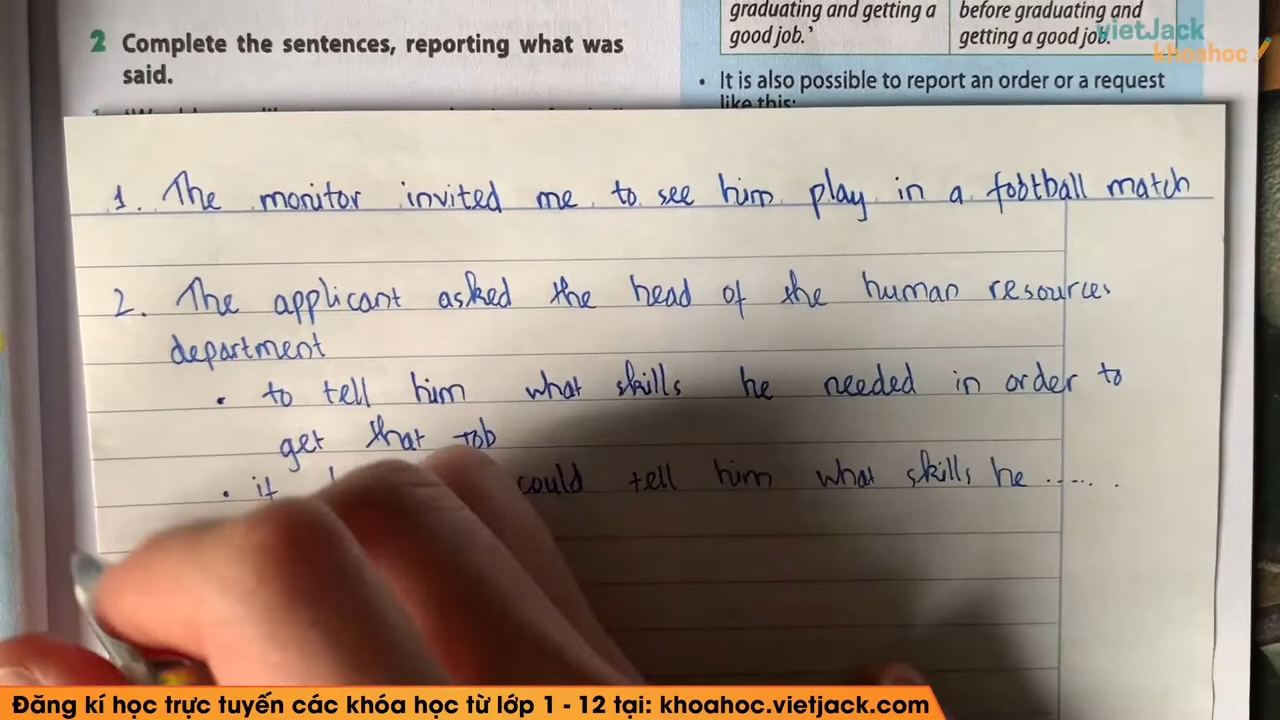 2 Complete the sentences, reporting what was
said.
graduating and getting a
good job.'
before graduating and
getting a good job.
vietJack
khoahoc
• It is also possible to report an order or a request
like this:
1. The monitor invited me to see him play in a football match
2. The applicant asked the head of the human resources
department
• to tell him what skills he needed in order to
get that job
• if could tell him what skills he .....
Đăng kí học trực tuyến các khóa học từ lớp 1 - 12 tại: khoahoc.vietjack.com